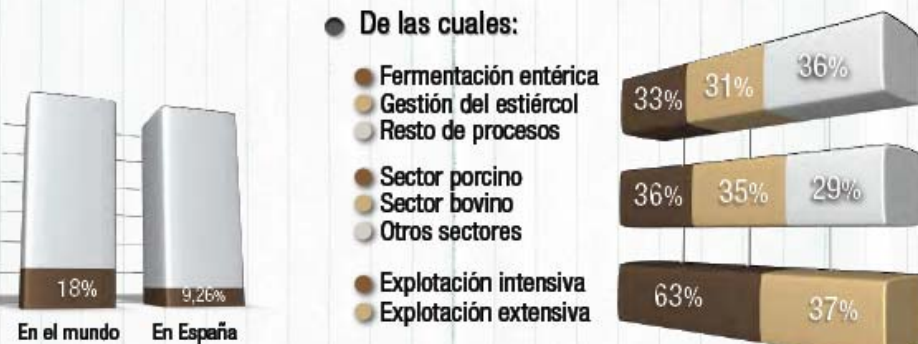 De las cuales:
Fermentación entérica
Gestión del estiércol
Resto de procesos
33% 31% 36%
Sector porcino
Sector bovino
Otros sectores
36% 35% 29%
Explotación intensiva
Explotación extensiva
63% 37%
18%
9,26%
En el mundo
En España